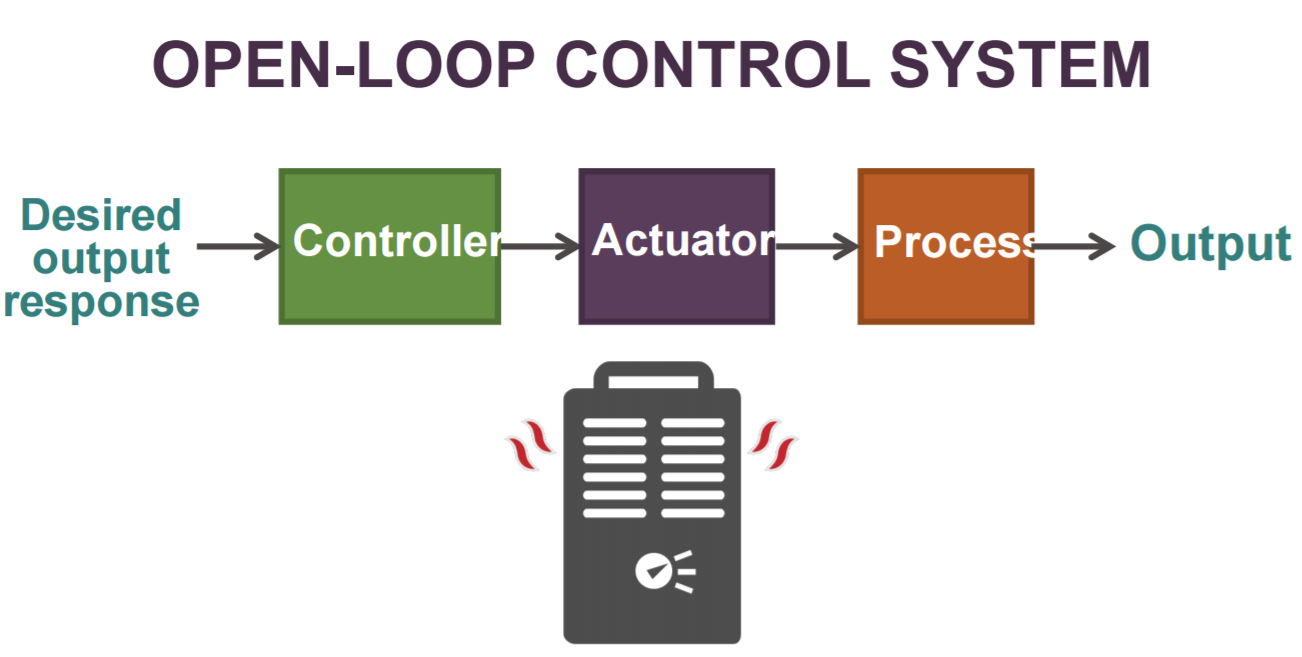 OPEN-LOOP CONTROL SYSTEM
Desired
output
response
Controller
Actuator
Process
Output